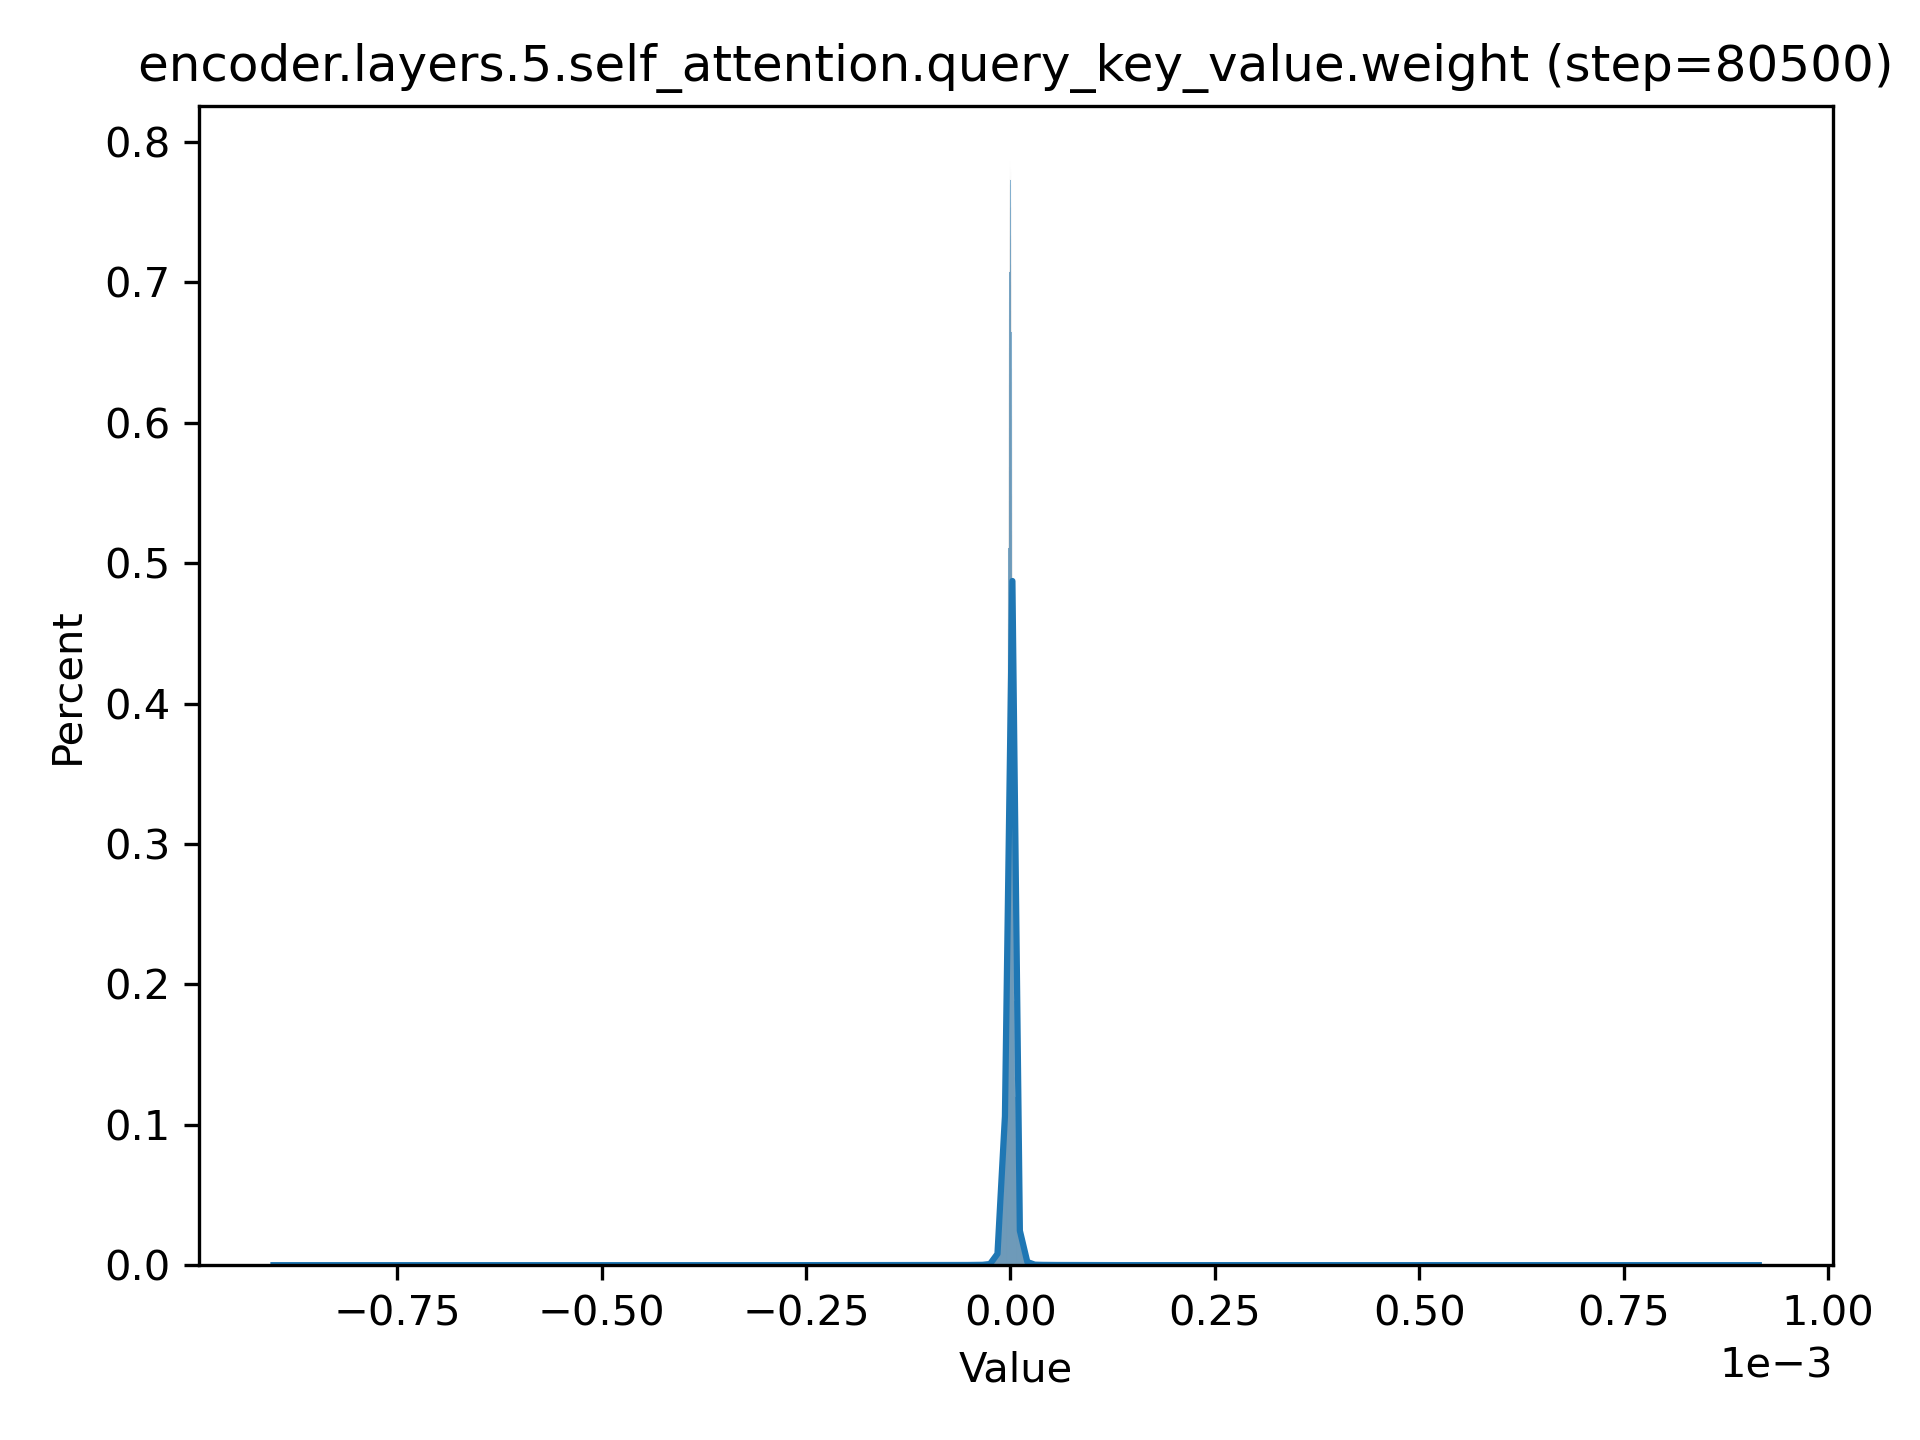 encoder.layers.5.self_attention.query_key_value.weight (step=80500)
0.8
0.7
0.6
0.5
0.4
0.3
0.2
0.1
0.0
Percent
−0.75 −0.50 −0.25 0.00 0.25 0.50 0.75 1.00
1e−3
Value